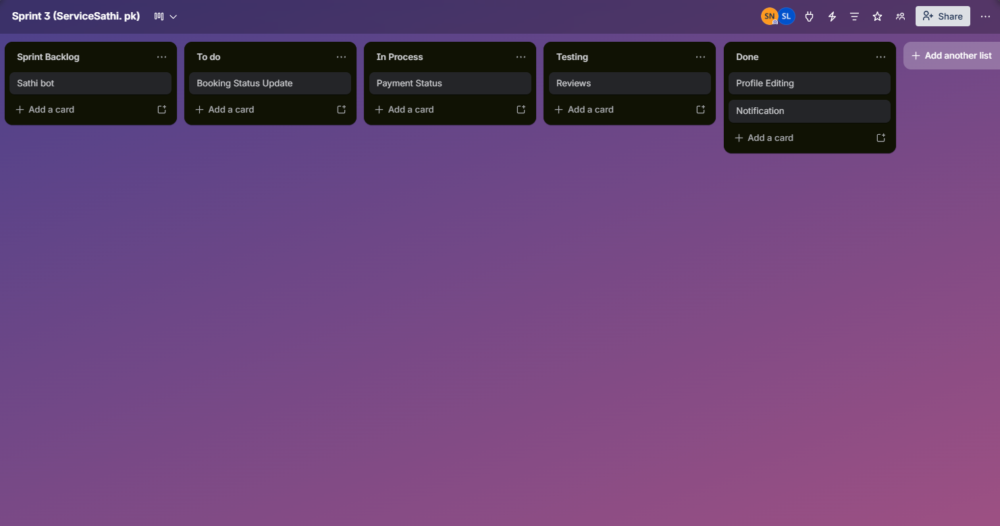 Sprint 3 (ServiceSathi. pk)
SN
SL
Share
Sprint Backlog
Sathi bot
Add a card
To do
Booking Status Update
Add a card
In Process
Payment Status
Add a card
Testing
Reviews
Add a card
Done
Profile Editing
Notification
Add a card
Add another list